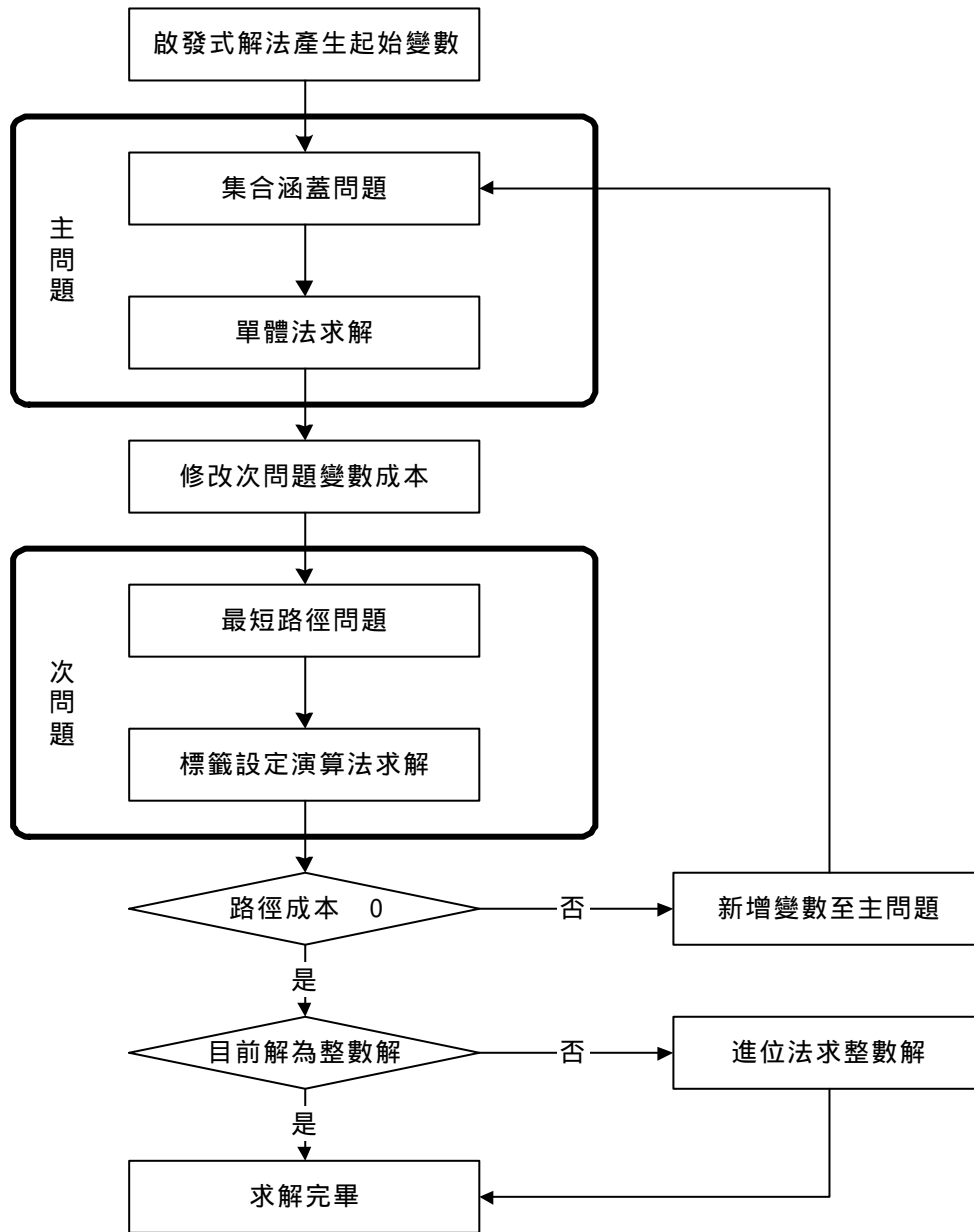 啟發式解法產生起始變數
主問題
集合涵蓋問題
單體法求解
修改次問題變數成本
次問題
最短路徑問題
標籤設定演算法求解
路徑成本 0
否
新增變數至主問題
是
目前解為整數解
否
進位法求整數解
是
求解完畢